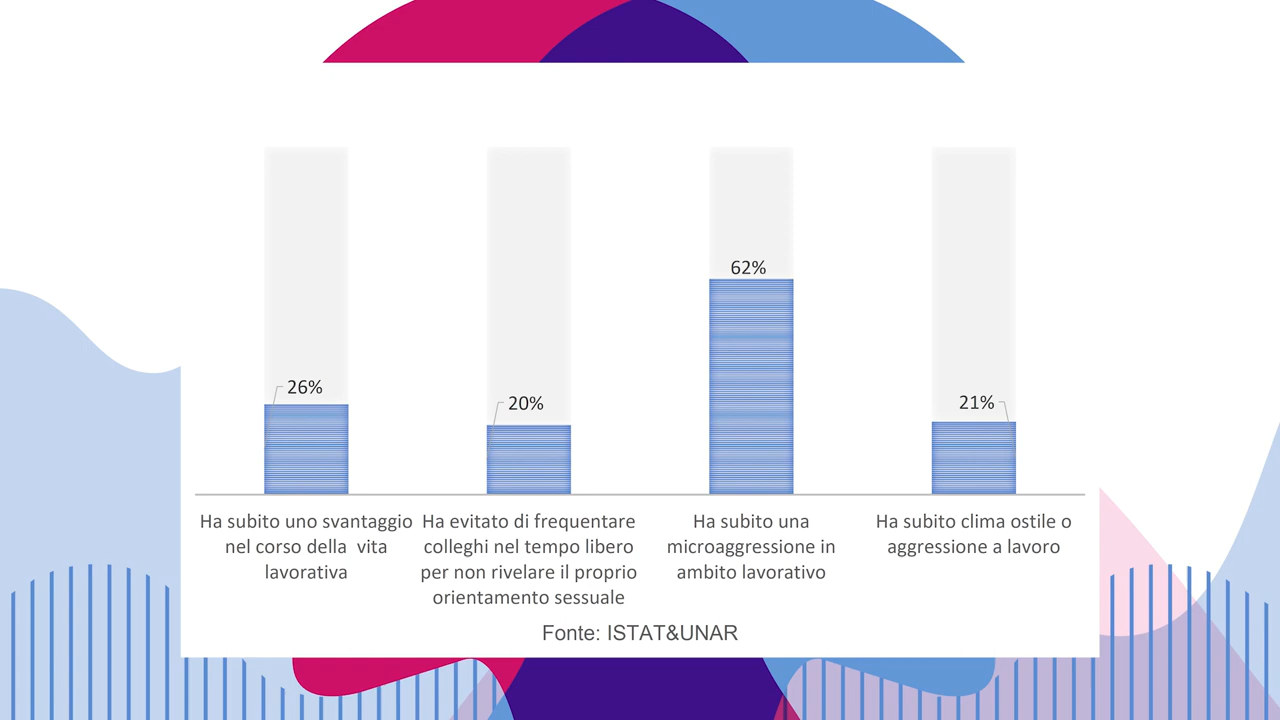 62%
26%
20%
21%
Ha subito uno svantaggio
nel corso della vita
lavorativa
Ha evitato di frequentare
colleghi nel tempo libero
per non rivelare il proprio
orientamento sessuale
Ha subito una
microaggressione in
ambito lavorativo
Ha subito clima ostile o
aggressione a lavoro
Fonte: ISTAT&UNAR